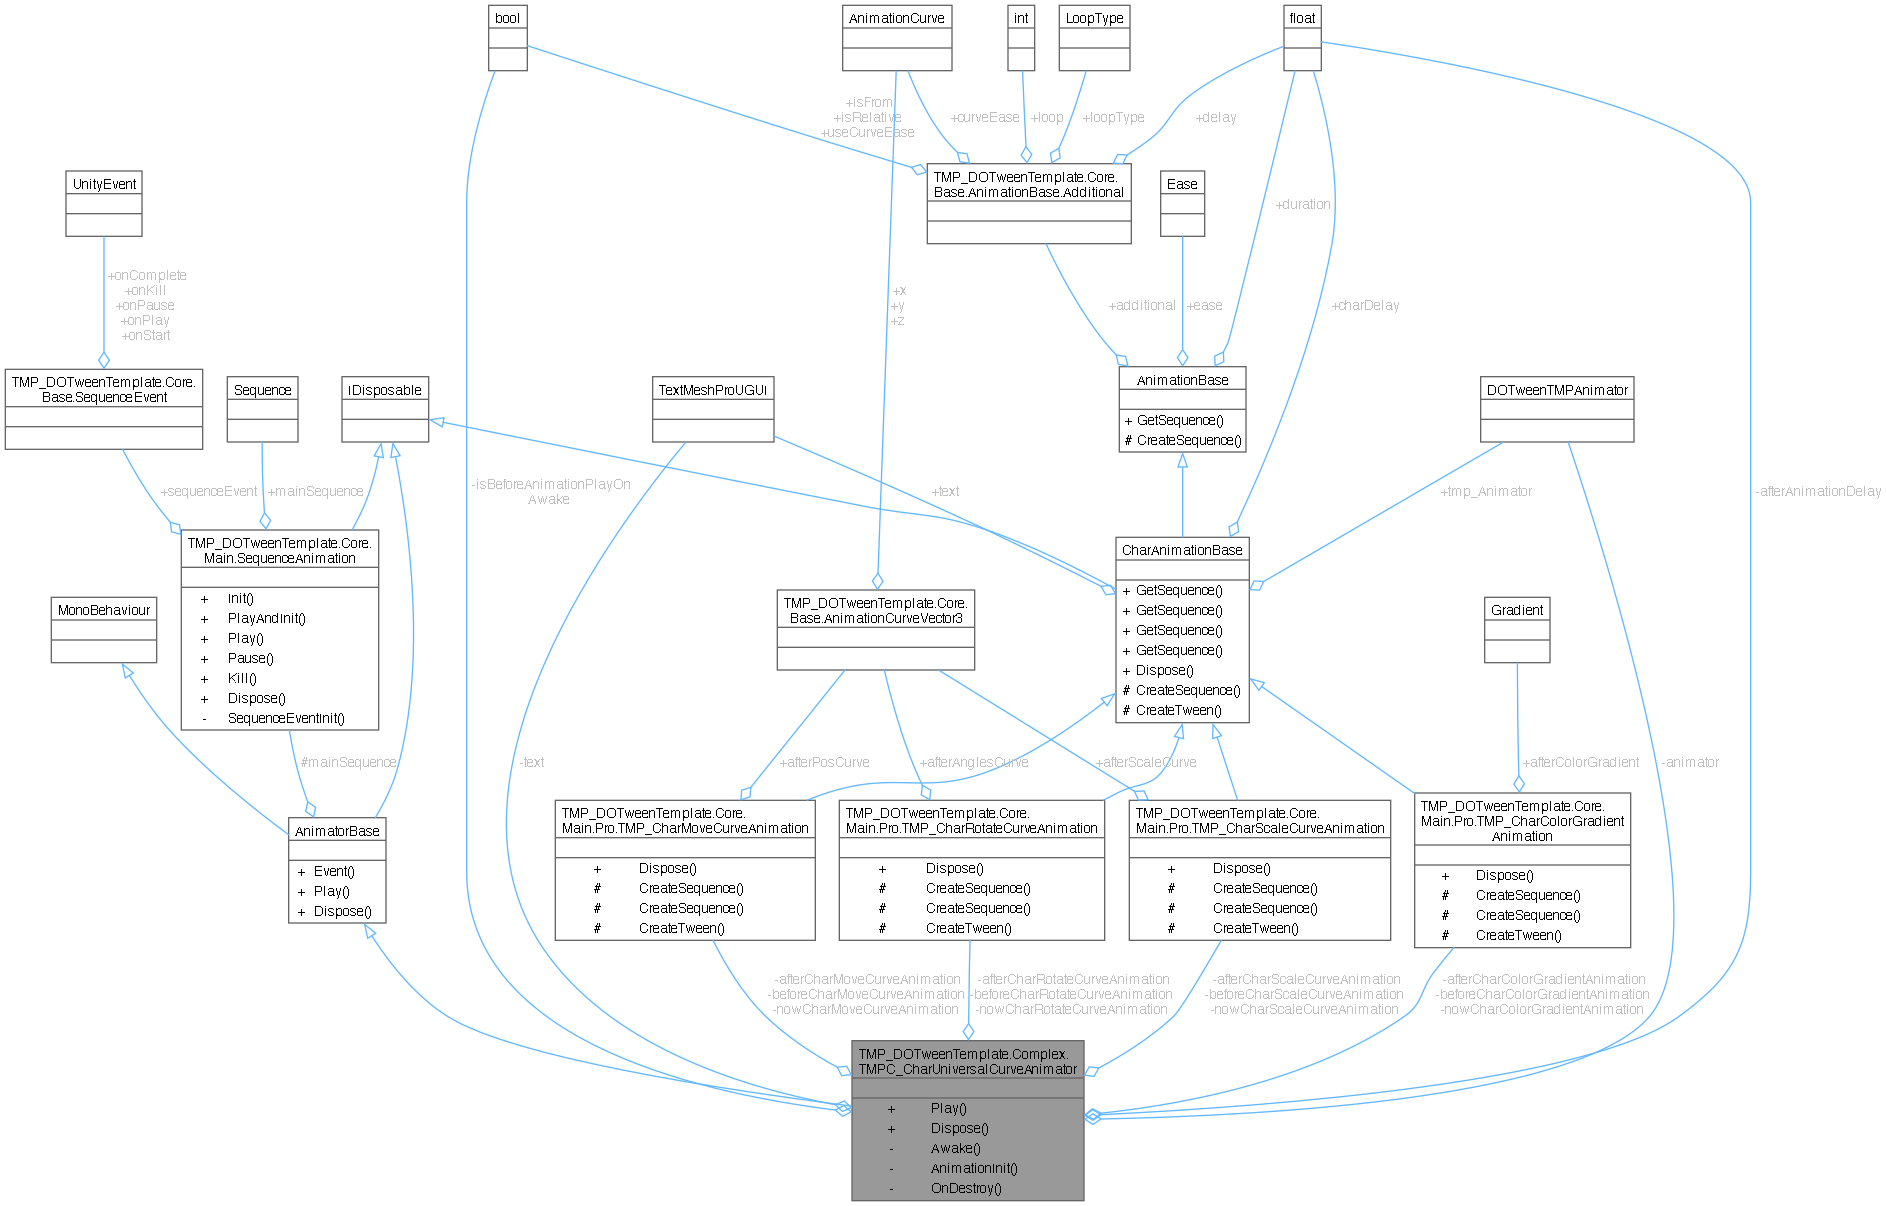 bool
AnimationCurve
int
LoopType
float
+isFrom
+isRelative
+useCurveEase
+curveEase
+loop
+loopType
+delay
UnityEvent
TMP_DOTweenTemplate.Core.
Base.AnimationBase.Additional
Ease
+duration
+onComplete
+onKill
+onPause
+onPlay
+onStart
+x
+y
+z
+additional
+ease
+charDelay
TMP_DOTweenTemplate.Core.
Base.SequenceEvent
Sequence
IDisposable
TextMeshProUGUI
AnimationBase
+ GetSequence()
# CreateSequence()
DOTweenTMPAnimator
+sequenceEvent
+mainSequence
-isBeforeAnimationPlayOn
Awake
+text
+tmp_Animator
-afterAnimationDelay
TMP_DOTweenTemplate.Core.
Main.SequenceAnimation
+ Init()
+ PlayAndInit()
+ Play()
+ Pause()
+ Kill()
+ Dispose()
- SequenceEventInit()
CharAnimationBase
+ GetSequence()
+ GetSequence()
+ GetSequence()
+ GetSequence()
+ Dispose()
# CreateSequence()
# CreateTween()
MonoBehaviour
TMP_DOTweenTemplate.Core.
Base.AnimationCurveVector3
Gradient
#mainSequence
-text
+afterPosCurve
+afterAnglesCurve
+afterScaleCurve
+afterColorGradient
-animator
AnimatorBase
+ Event()
+ Play()
+ Dispose()
TMP_DOTweenTemplate.Core.
Main.Pro.TMP_CharMoveCurveAnimation
+ Dispose()
# CreateSequence()
# CreateSequence()
# CreateTween()
TMP_DOTweenTemplate.Core.
Main.Pro.TMP_CharRotateCurveAnimation
+ Dispose()
# CreateSequence()
# CreateSequence()
# CreateTween()
TMP_DOTweenTemplate.Core.
Main.Pro.TMP_CharScaleCurveAnimation
+ Dispose()
# CreateSequence()
# CreateSequence()
# CreateTween()
TMP_DOTweenTemplate.Core.
Main.Pro.TMP_CharColorGradient
Animation
+ Dispose()
# CreateSequence()
# CreateSequence()
# CreateTween()
-afterCharMoveCurveAnimation
-beforeCharMoveCurveAnimation
-nowCharMoveCurveAnimation
-afterCharRotateCurveAnimation
-beforeCharRotateCurveAnimation
-nowCharRotateCurveAnimation
-afterCharScaleCurveAnimation
-beforeCharScaleCurveAnimation
-nowCharScaleCurveAnimation
-afterCharColorGradientAnimation
-beforeCharColorGradientAnimation
-nowCharColorGradientAnimation
TMP_DOTweenTemplate.Complex.
TMPC_CharUniversalCurveAnimator
+ Play()
+ Dispose()
- Awake()
- AnimationInit()
- OnDestroy()